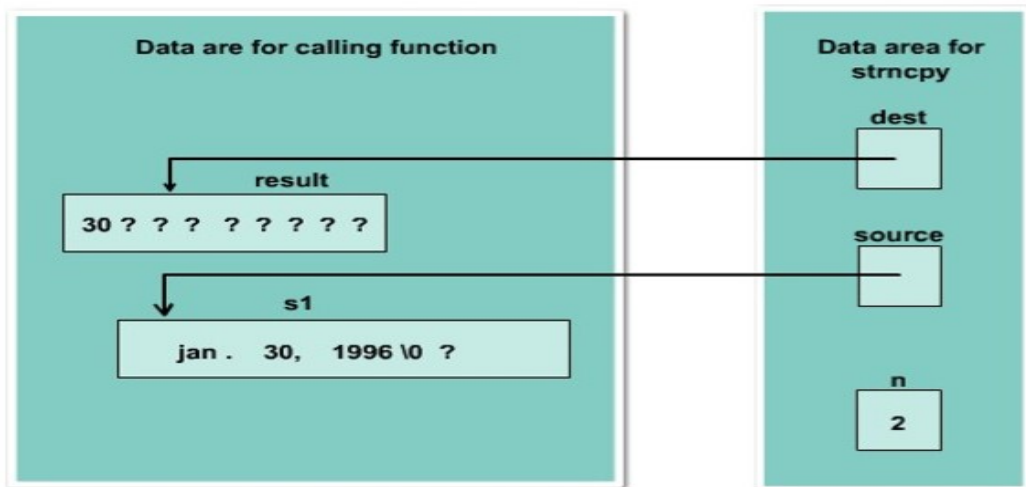 Data are for calling function
result
30 ? ? ? ? ? ? ? ?
s1
jan . 30, 1996 \0 ?
Data area for
strncpy
dest
source
n
2